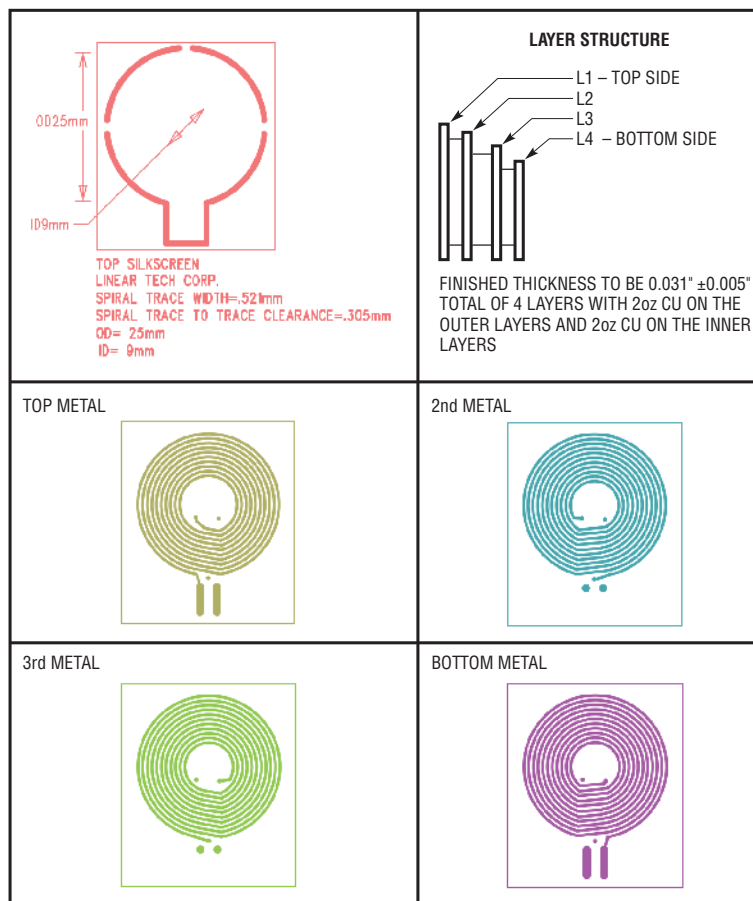 OD25mm
ID9mm
TOP SILKSCREEN
LINEAR TECH CORP.
SPIRAL TRACE WIDTH=.521mm
SPIRAL TRACE TO TRACE CLEARANCE=.305mm
OD= 25mm
ID= 9mm
LAYER STRUCTURE
L1 – TOP SIDE
L2
L3
L4 – BOTTOM SIDE
FINISHED THICKNESS TO BE 0.031" ±0.005"
TOTAL OF 4 LAYERS WITH 2oz CU ON THE
OUTER LAYERS AND 2oz CU ON THE INNER
LAYERS
TOP METAL
2nd METAL
3rd METAL
BOTTOM METAL